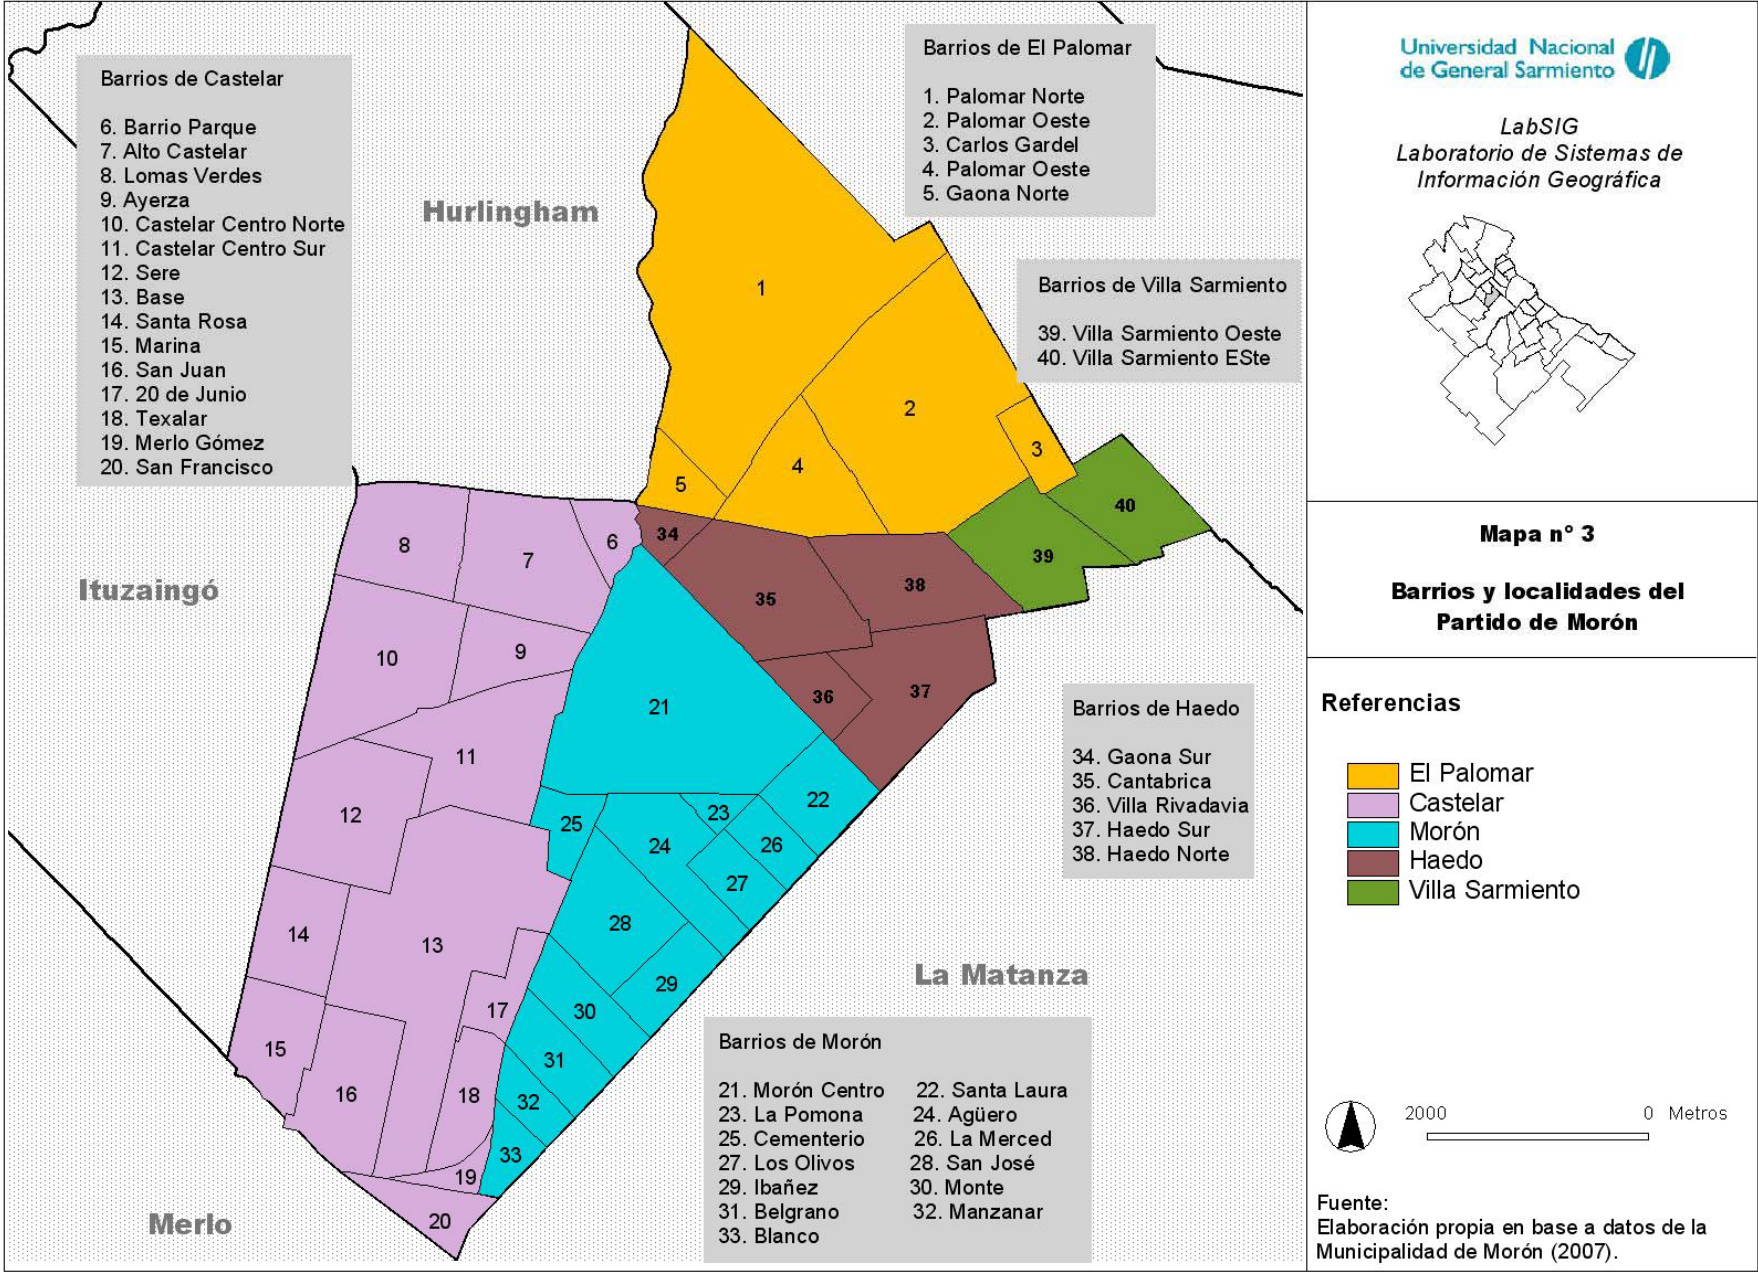 Barrios de Castelar
6. Barrio Parque
7. Alto Castelar
8. Lomas Verdes
9. Ayerza
10. Castelar Centro Norte
11. Castelar Centro Sur
12. Sere
13. Base
14. Santa Rosa
15. Marina
16. San Juan
17. 20 de Junio
18. Texalar
19. Merlo Gómez
20. San Francisco
Barrios de El Palomar
1. Palomar Norte
2. Palomar Oeste
3. Carlos Gardel
4. Palomar Oeste
5. Gaona Norte
Barrios de Villa Sarmiento
39. Villa Sarmiento Oeste
40. Villa Sarmiento ESte
Hurlingham
Ituzaingó
La Matanza
Merlo
1
2
3
4
5
40
39
34
35
38
36
37
8
7
6
10
9
11
12
21
25
24
23
22
26
27
28
29
14
13
17
30
15
16
18
31
32
33
19
20
Barrios de Haedo
34. Gaona Sur
35. Cantabrica
36. Villa Rivadavia
37. Haedo Sur
38. Haedo Norte
Barrios de Morón
21. Morón Centro 22. Santa Laura
23. La Pomona 24. Agüero
25. Cementerio 26. La Merced
27. Los Olivos 28. San José
29. Ibañez 30. Monte
31. Belgrano 32. Manzanar
33. Blanco
Universidad Nacional
de General Sarmiento
LabSIG
Laboratorio de Sistemas de
Información Geográfica
Mapa n° 3
Barrios y localidades del
Partido de Morón
Referencias
El Palomar
Castelar
Morón
Haedo
Villa Sarmiento
2000 0 Metros
Fuente:
Elaboración propia en base a datos de la
Municipalidad de Morón (2007).